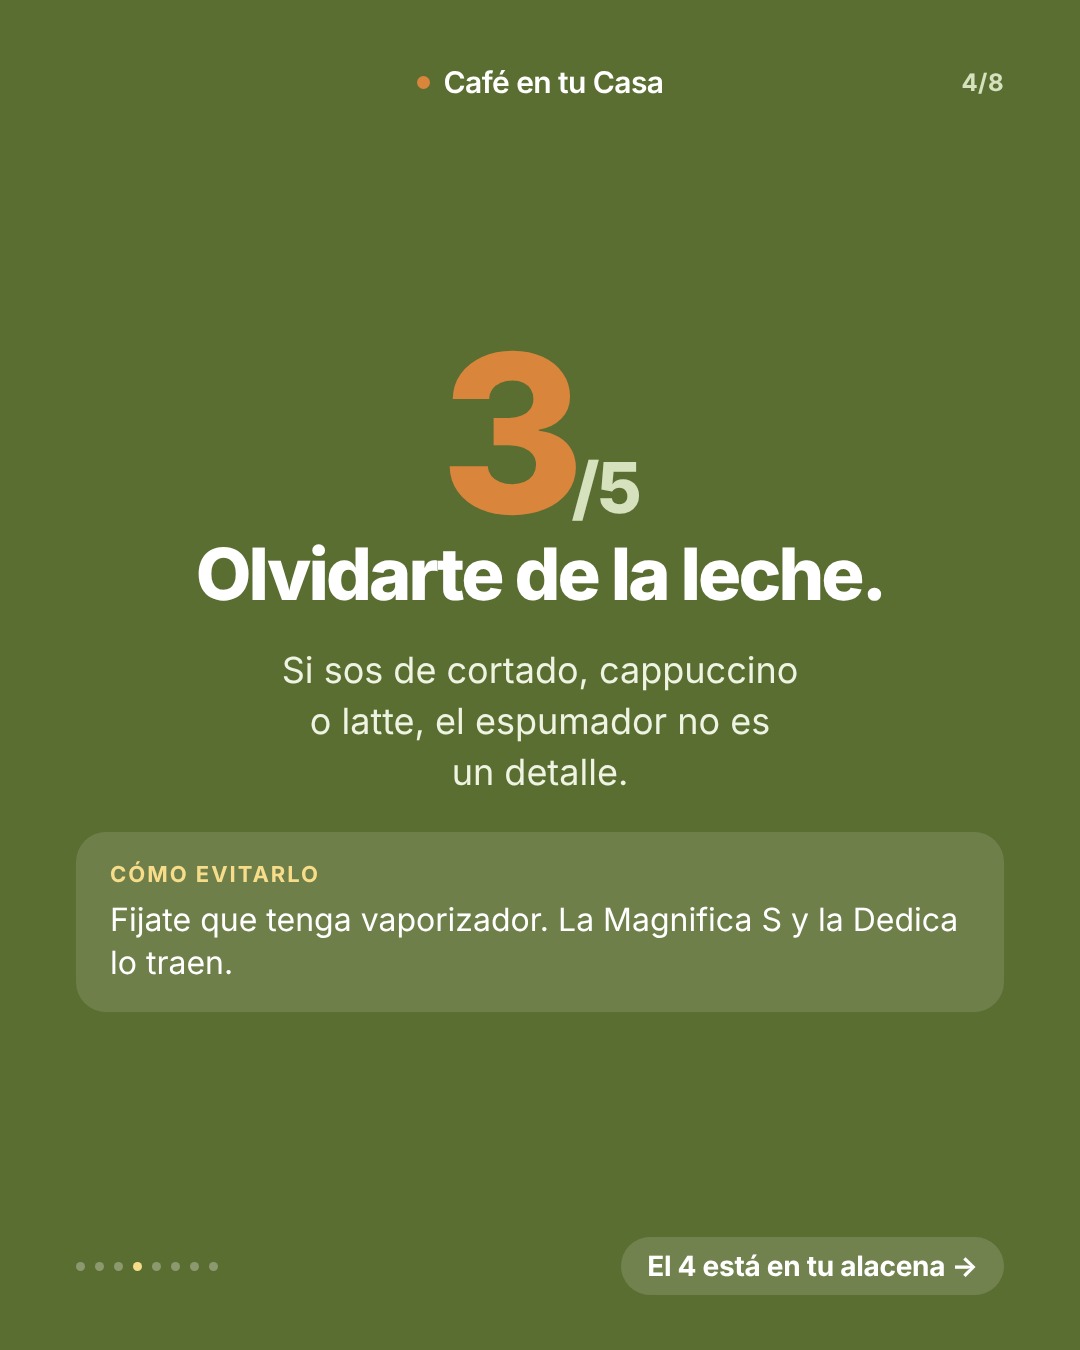 Café en tu Casa
4/8
3/5
Olvidarte de la leche.
Si sos de cortado, cappuccino
o latte, el espumador no es
un detalle.
CÓMO EVITARLO
Fijate que tenga vaporizador. La Magnifica S y la Dedica
lo traen.
El 4 está en tu alacena →